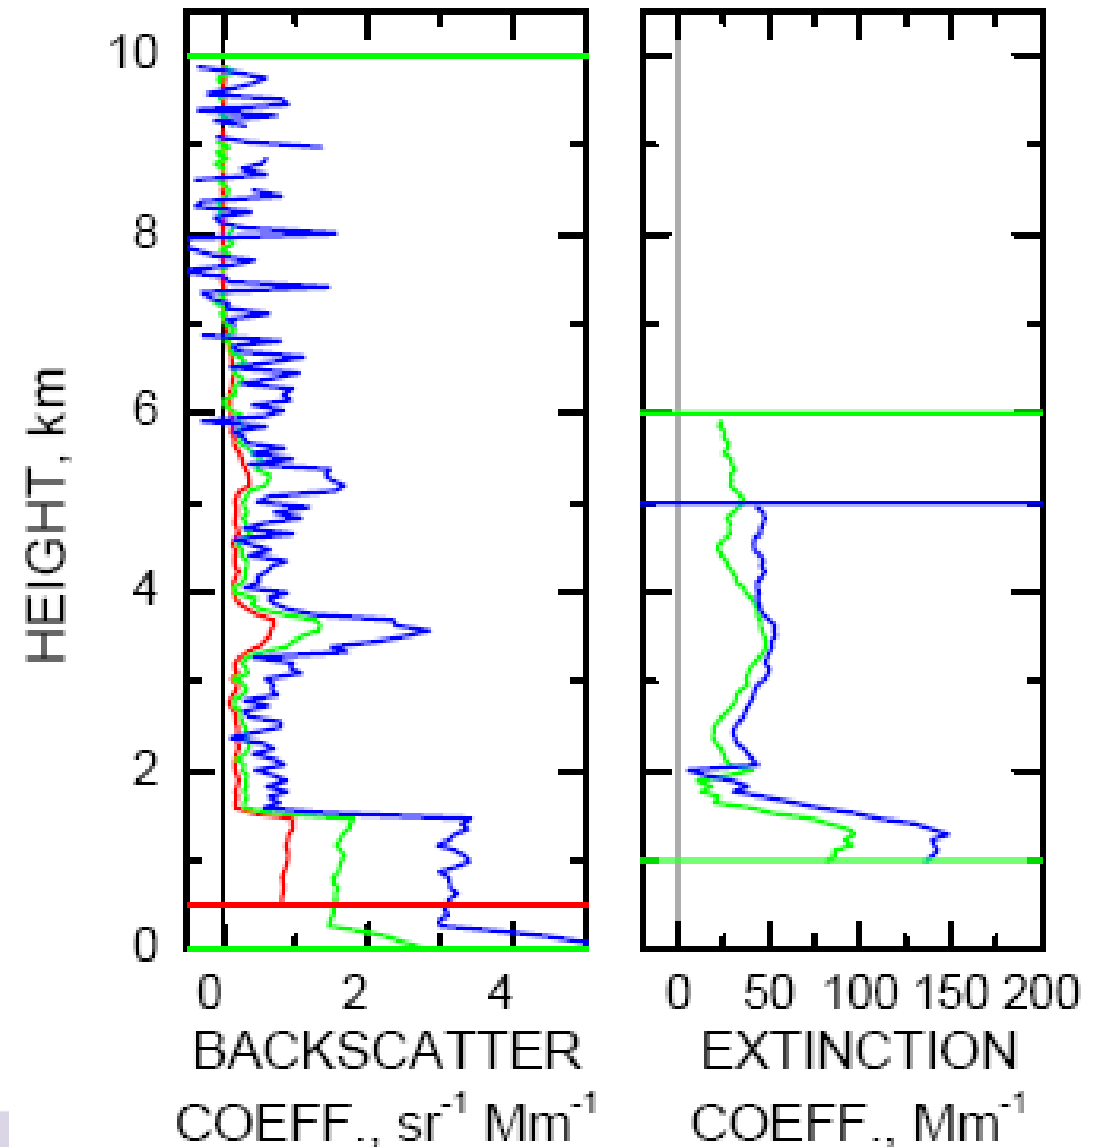 10
8
6
4
2
0
HEIGHT, km
0 2 4
BACKSCATTER
COEFF., sr⁻¹ Mm⁻¹
0 50 100 150 200
EXTINCTION
COEFF., Mm⁻¹